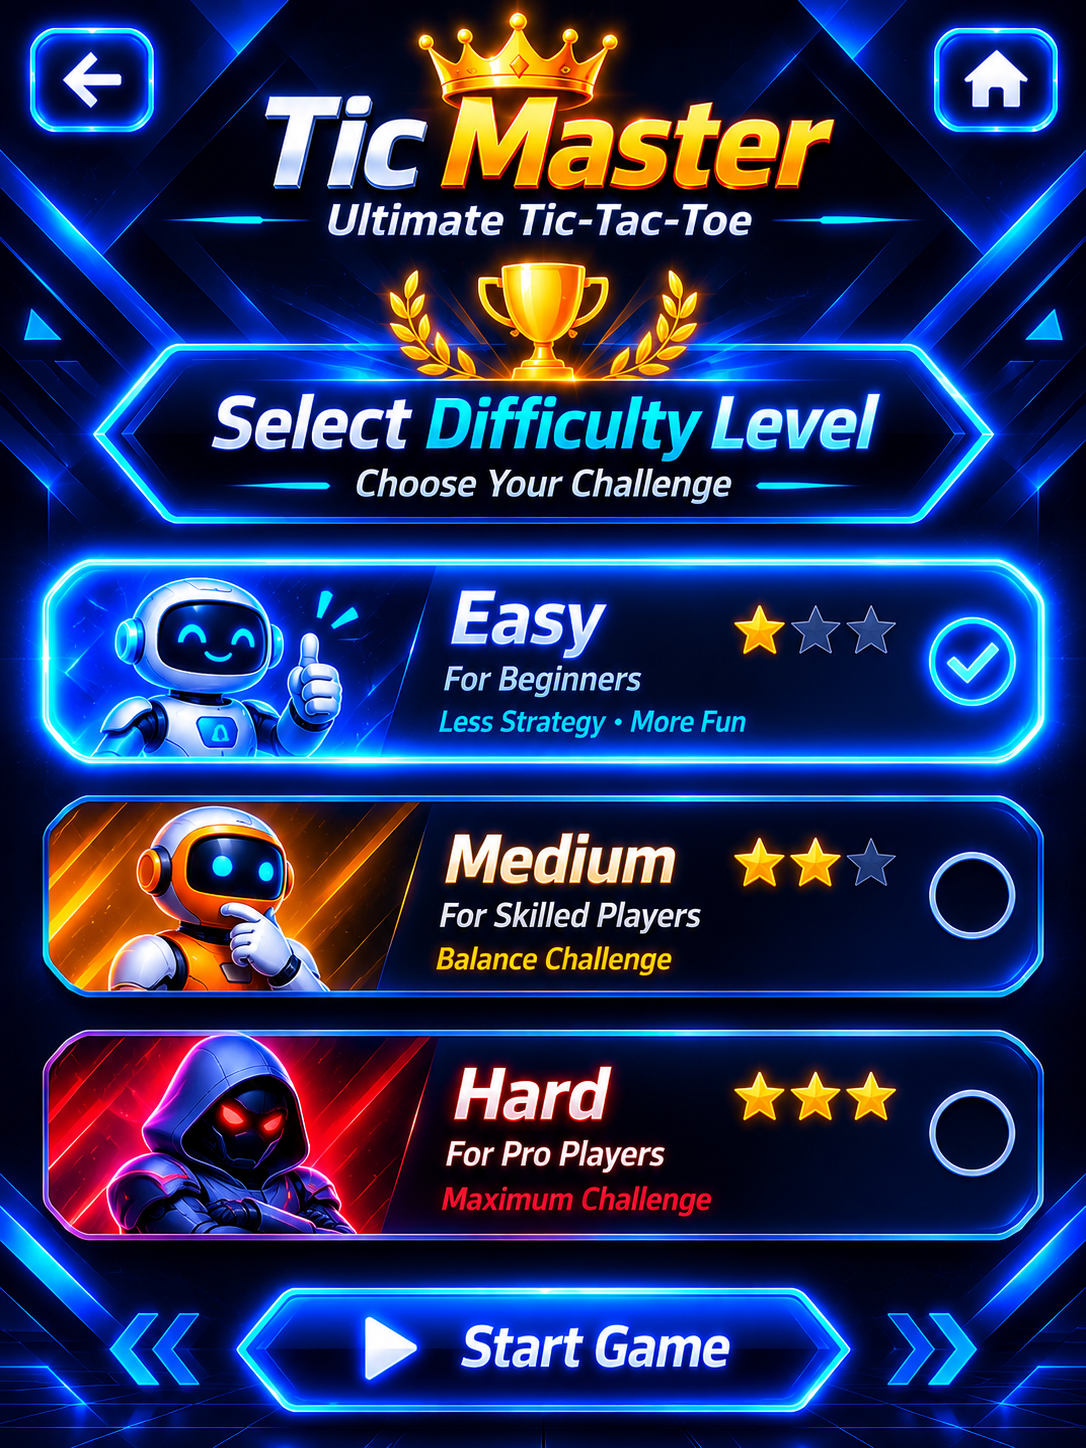 Tic Master
Ultimate Tic-Tac-Toe
Select Difficulty Level
Choose Your Challenge
Easy
For Beginners
Less Strategy • More Fun
Medium
For Skilled Players
Balance Challenge
Hard
For Pro Players
Maximum Challenge
Start Game